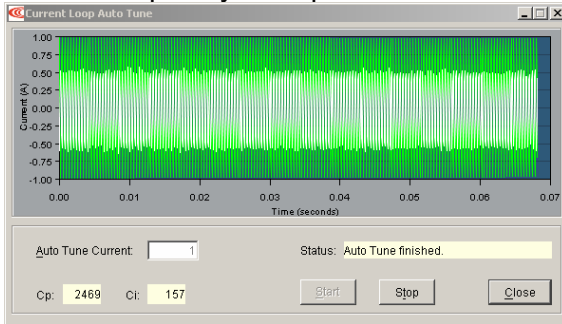 Current Loop Auto Tune
1.00
0.75
0.50
0.25
0.00
-0.25
-0.50
-0.75
-1.00
Current (A)
0.00 0.01 0.02 0.03 0.04 0.05 0.06 0.07
Time (seconds)
Auto Tune Current: 1 Status: Auto Tune finished.
Cp: 2469 Ci: 157 Start Stop Close